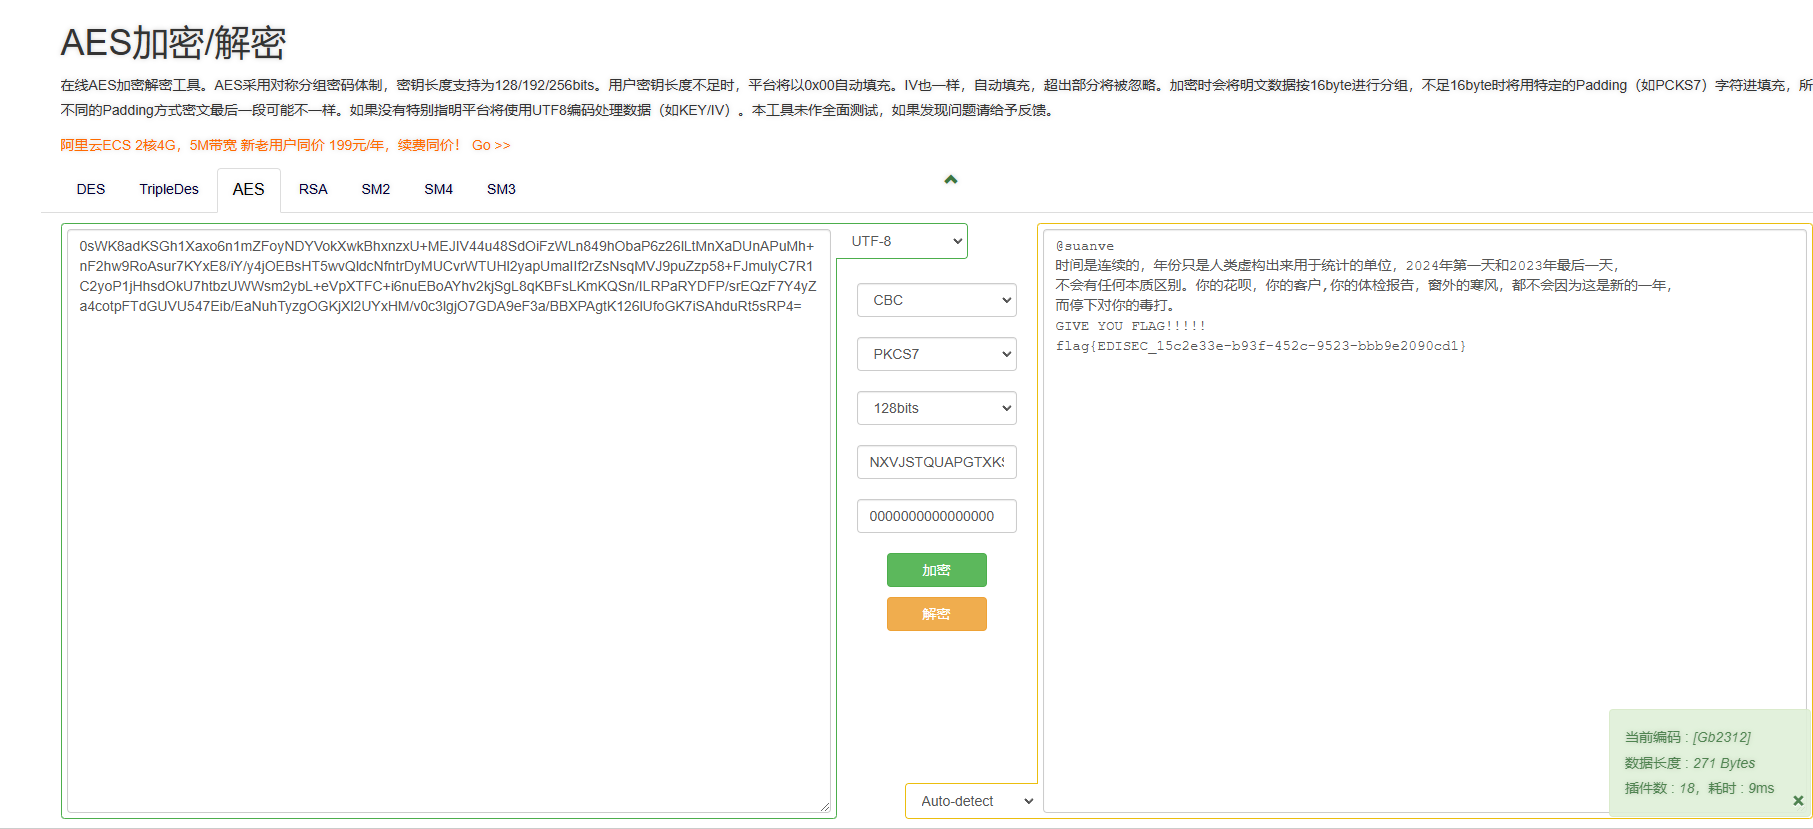 AES加密/解密
在线AES加密解密工具。AES采用对称分组密码体制，密钥长度支持为128/192/256bits。用户密钥长度不足时，平台将以0x00自动填充。IV也一样，自动填充，超出部分将被忽略。加密时会将明文数据按16byte进行分组，不足16byte时将用特定的Padding（如PCKS7）字符进填充，所
不同的Padding方式密文最后一段可能不一样。如果没有特别指明平台将使用UTF8编码处理数据（如KEY/IV）。本工具未作全面测试，如果发现问题请给予反馈。
阿里云ECS 2核4G，5M带宽 新老用户同价 199元/年，续费同价！ Go >>
DES TripleDes AES RSA SM2 SM4 SM3
0sWK8adKSGh1Xaxo6n1mZFoyNDYVokXwkBhxnzxU+MEJIV44u48SdOiFzWLn849hObaP6z26ILtMnXaDUnAPuMh+
nF2hw9RoAsur7KYxE8/iY/y4jOEBsHT5wvQldcNfntrDyMUCvrWTUHI2yapUmaIIf2rZsNsqMVJ9puZzp58+FJmulyC7R1
C2yoP1jHhsdOkU7htbzUWWsm2ybL+eVpXTFC+i6nuEBoAYhv2kjSgL8qKBFsLKmKQSn/ILRPaRYDFP/srEQzF7Y4yZ
a4cotpFTdGUVU547Eib/EaNuhTyzgOGKjXI2UYxHM/v0c3lgjO7GDA9eF3a/BBXPAgtK126IUfoGK7iSAhduRt5sRP4=
UTF-8
CBC
PKCS7
128bits
NXVJSTQUAPGTXKS
0000000000000000
加密
解密
Auto-detect
@suanve
时间是连续的，年份只是人类虚构出来用于统计的单位，2024年第一天和2023年最后一天，
不会有任何本质区别。你的花呗，你的客户,你的体检报告，窗外的寒风，都不会因为这是新的一年，
而停下对你的毒打。
GIVE YOU FLAG!!!!!
flag{EDISEC_15c2e33e-b93f-452c-9523-bbb9e2090cd1}
当前编码 : [Gb2312]
数据长度 : 271 Bytes
插件数 : 18，耗时 : 9ms